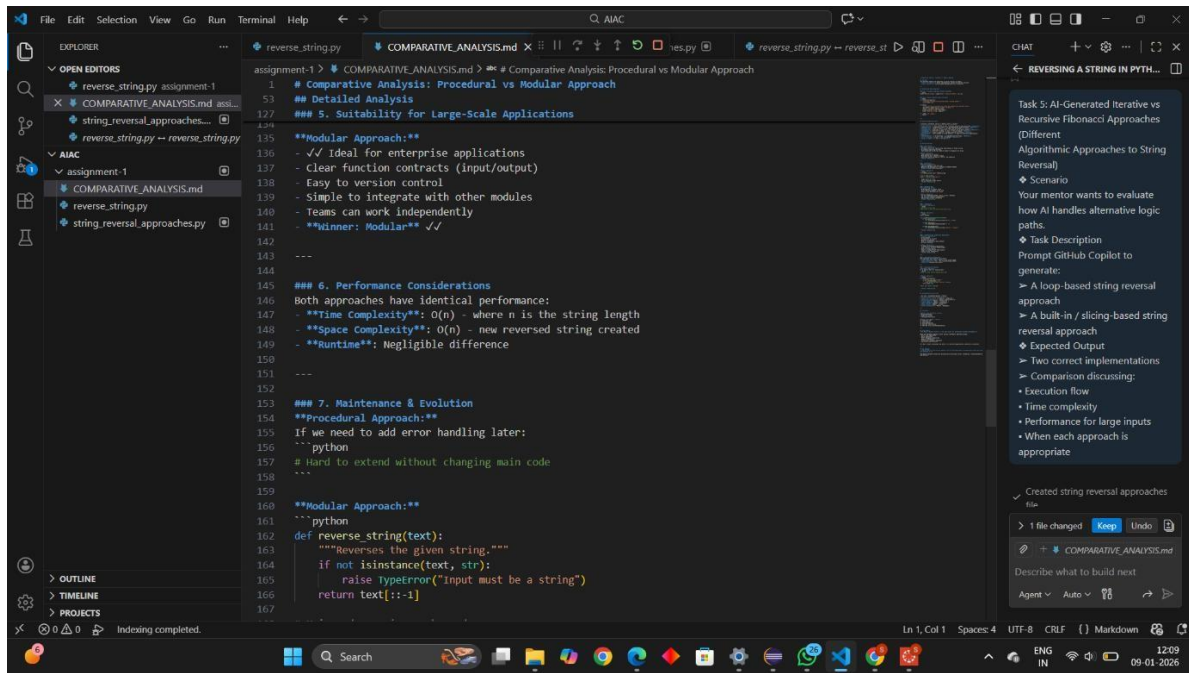 File Edit Selection View Go Run Terminal Help
AIAC
EXPLORER
OPEN EDITORS
reverse_string.py assignment-1
COMPARATIVE_ANALYSIS.md assi...
string_reversal_approaches....
reverse_string.py ↔ reverse_string.py
AIAC
assignment-1
COMPARATIVE_ANALYSIS.md
reverse_string.py
string_reversal_approaches.py
OUTLINE
TIMELINE
PROJECTS
reverse_string.py COMPARATIVE_ANALYSIS.md hes.py reverse_string.py ↔ reverse_st
assignment-1 > COMPARATIVE_ANALYSIS.md > # Comparative Analysis: Procedural vs Modular Approach
1 # Comparative Analysis: Procedural vs Modular Approach
53 ## Detailed Analysis
127 ### 5. Suitability for Large-Scale Applications
134
135 **Modular Approach:**
136 - ✓✓ Ideal for enterprise applications
137 - Clear function contracts (input/output)
138 - Easy to version control
139 - Simple to integrate with other modules
140 - Teams can work independently
141 - **Winner: Modular** ✓✓
142
143 ---
144
145 ### 6. Performance Considerations
146 Both approaches have identical performance:
147 - **Time Complexity**: O(n) - where n is the string length
148 - **Space Complexity**: O(n) - new reversed string created
149 - **Runtime**: Negligible difference
150
151 ---
152
153 ### 7. Maintenance & Evolution
154 **Procedural Approach:**
155 If we need to add error handling later:
156 ```python
157 # Hard to extend without changing main code
158 ```
159
160 **Modular Approach:**
161 ```python
162 def reverse_string(text):
163 """Reverses the given string."""
164 if not isinstance(text, str):
165 raise TypeError("Input must be a string")
166 return text[::-1]
167
CHAT
REVERSING A STRING IN PYTH...
Task 5: AI-Generated Iterative vs
Recursive Fibonacci Approaches
(Different
Algorithmic Approaches to String
Reversal)
❖ Scenario
Your mentor wants to evaluate
how AI handles alternative logic
paths.
❖ Task Description
Prompt GitHub Copilot to
generate:
➢ A loop-based string reversal
approach
➢ A built-in / slicing-based string
reversal approach
❖ Expected Output
➢ Two correct implementations
➢ Comparison discussing:
• Execution flow
• Time complexity
• Performance for large inputs
• When each approach is
appropriate
Created string reversal approaches
file
1 file changed Keep Undo
COMPARATIVE_ANALYSIS.md
Describe what to build next
Agent Auto
0 0 Indexing completed.
Ln 1, Col 1 Spaces: 4 UTF-8 CRLF {} Markdown
6
Search
26
ENG
IN
12:09
09-01-2026